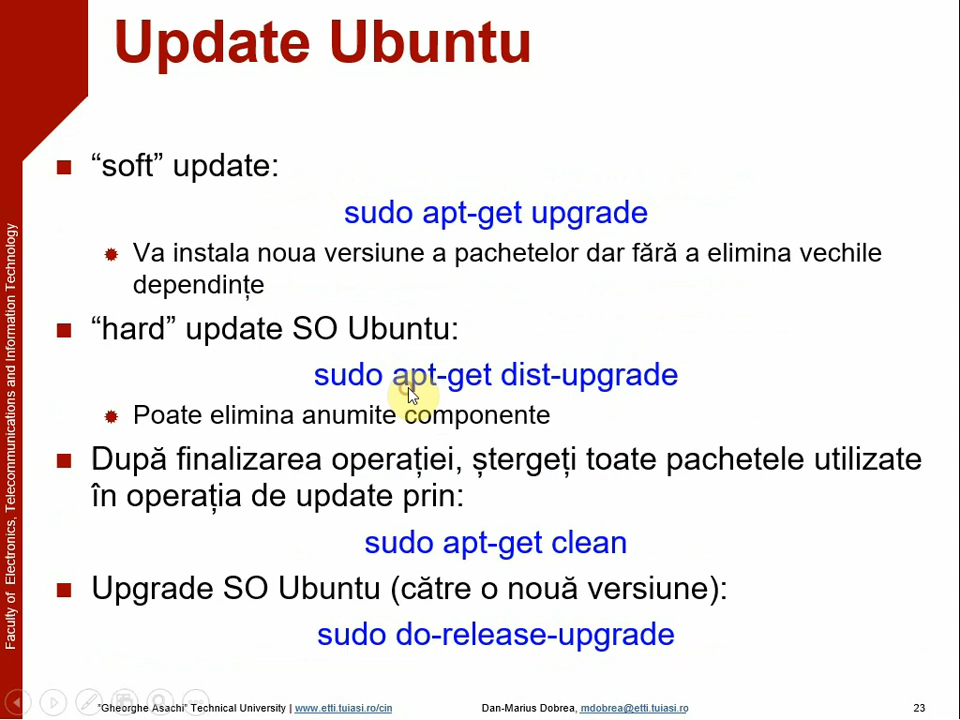 Update Ubuntu
“soft” update:
sudo apt-get upgrade
Va instala noua versiune a pachetelor dar fără a elimina vechile
dependințe
“hard” update SO Ubuntu:
sudo apt-get dist-upgrade
Poate elimina anumite componente
După finalizarea operației, ștergeți toate pachetele utilizate
în operația de update prin:
sudo apt-get clean
Upgrade SO Ubuntu (către o nouă versiune):
sudo do-release-upgrade
Faculty of Electronics, Telecommunications and Information Technology
"Gheorghe Asachi" Technical University | www.etti.tuiasi.ro/cin
Dan-Marius Dobrea, mdobrea@etti.tuiasi.ro
23